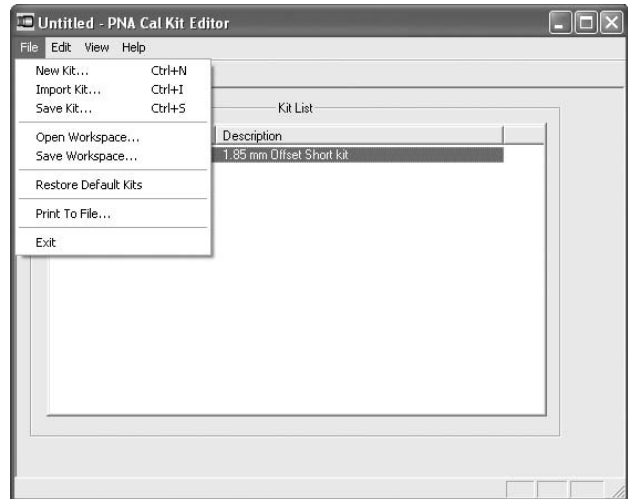 Untitled - PNA Cal Kit Editor
File Edit View Help
New Kit... Ctrl+N
Import Kit... Ctrl+I
Save Kit... Ctrl+S
Open Workspace...
Save Workspace...
Restore Default Kits
Print To File...
Exit
Kit List
Description
1.85 mm Offset Short kit